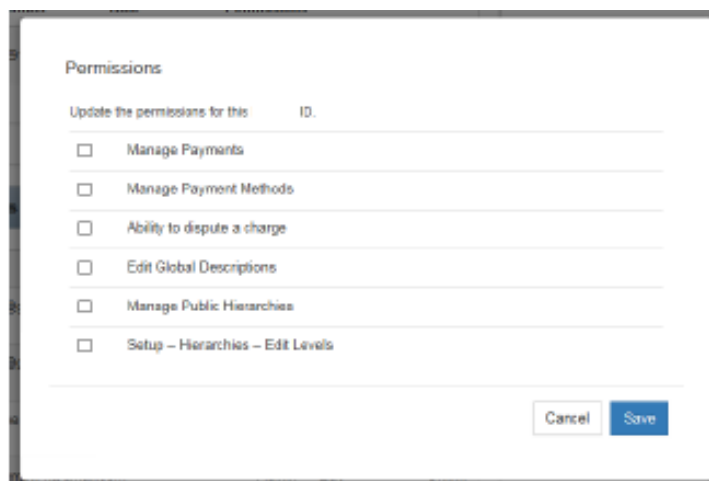 Permissions
Update the permissions for this ID.
Manage Payments
Manage Payment Methods
Ability to dispute a charge
Edit Global Descriptions
Manage Public Hierarchies
Setup – Hierarchies – Edit Levels
Cancel Save